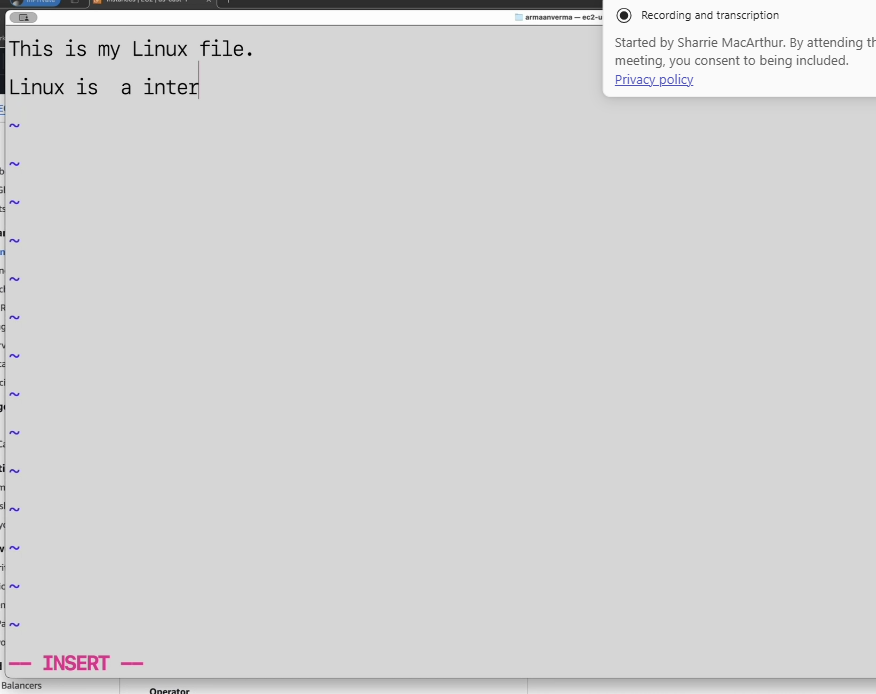 armaanverma — ec2-u
Recording and transcription
Started by Sharrie MacArthur. By attending th
meeting, you consent to being included.
Privacy policy
This is my Linux file.
Linux is  a inter
~
~
~
~
~
~
~
~
~
~
~
~
~
~
-- INSERT --
Balancers
Operator